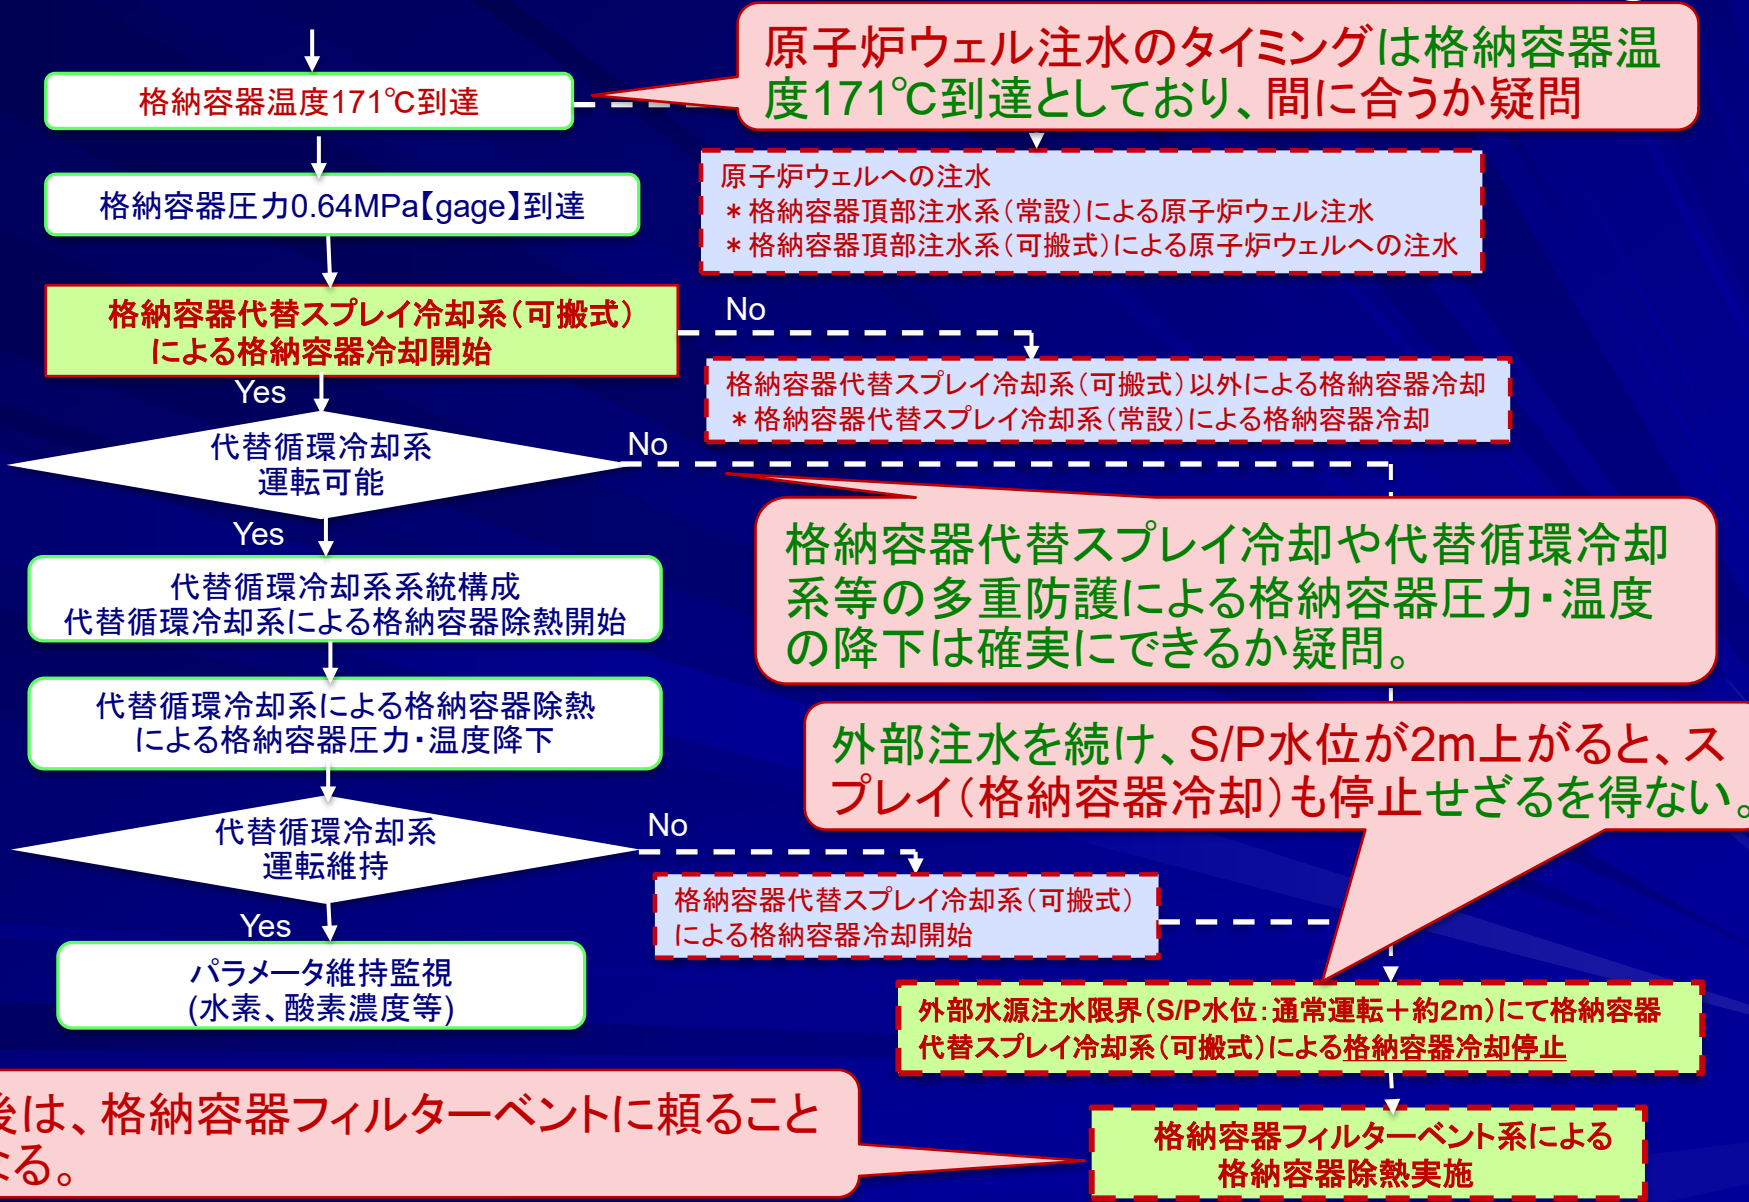 原子炉ウェル注水のタイミングは格納容器温
度171℃到達としており、間に合うか疑問
格納容器温度171℃到達
原子炉ウェルへの注水
＊格納容器頂部注水系（常設）による原子炉ウェル注水
＊格納容器頂部注水系（可搬式）による原子炉ウェルへの注水
格納容器圧力0.64MPa【gage】到達
格納容器代替スプレイ冷却系（可搬式）
による格納容器冷却開始
No
格納容器代替スプレイ冷却系（可搬式）以外による格納容器冷却
＊格納容器代替スプレイ冷却系（常設）による格納容器冷却
Yes
代替循環冷却系
運転可能
No
格納容器代替スプレイ冷却や代替循環冷却
系等の多重防護による格納容器圧力・温度
の降下は確実にできるか疑問。
Yes
代替循環冷却系系統構成
代替循環冷却系による格納容器除熱開始
代替循環冷却系による格納容器除熱
による格納容器圧力・温度降下
外部注水を続け、S/P水位が2m上がると、ス
プレイ（格納容器冷却）も停止せざるを得ない。
代替循環冷却系
運転維持
No
格納容器代替スプレイ冷却系（可搬式）
による格納容器冷却開始
Yes
パラメータ維持監視
(水素、酸素濃度等)
外部水源注水限界（S/P水位：通常運転＋約2m）にて格納容器
代替スプレイ冷却系（可搬式）による格納容器冷却停止
後は、格納容器フィルターベントに頼ること
なる。
格納容器フィルターベント系による
格納容器除熱実施